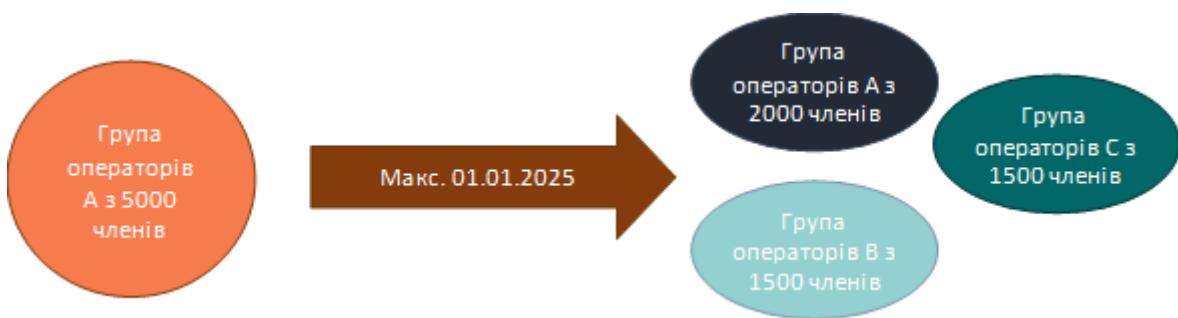 Група
операторів
А з 5000
членів
Макс. 01.01.2025
Група
операторів А з
2000 членів
Група
операторів С з
1500 членів
Група
операторів В з
1500 членів